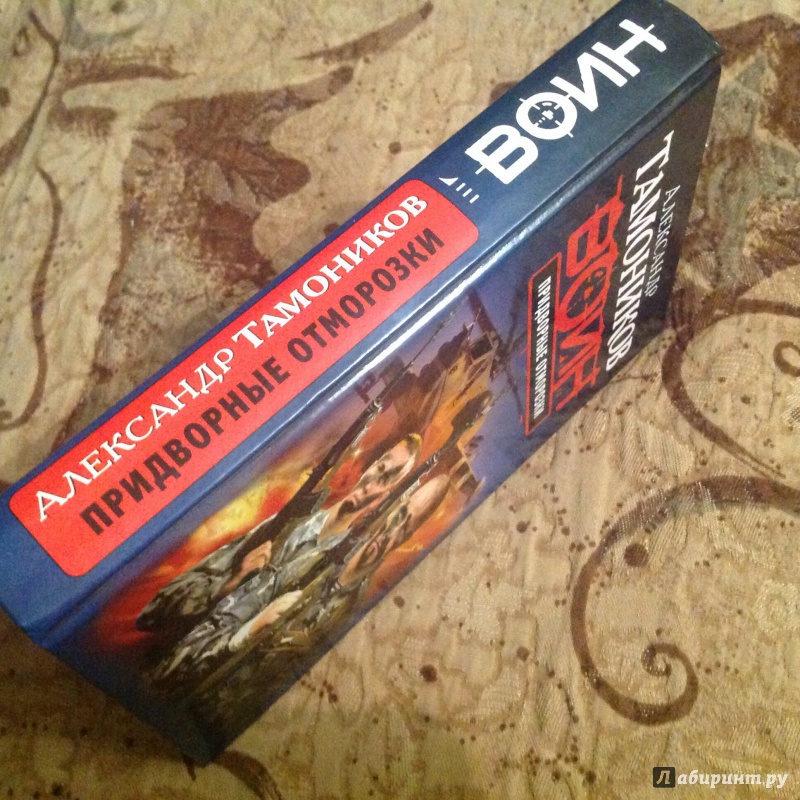 АЛЕКСАНДР ТАМОНИКОВ
ПРИДВОРНЫЕ ОТМОРОЗКИ
ВОИН
АЛЕКСАНДР
ТАМОНИКОВ
ВОИН
ПРИДВОРНЫЕ ОТМОРОЗКИ
Лабиринт.ру